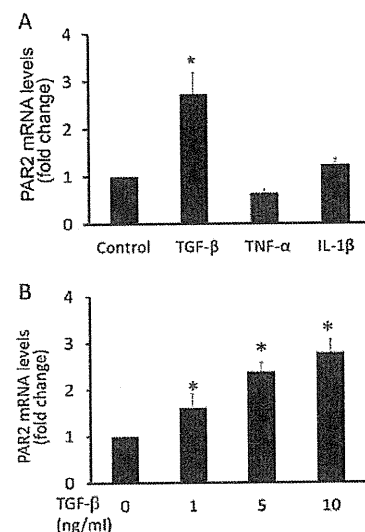 A
PAR2 mRNA levels
(fold change)
4
3
2
1
0
*
Control TGF-β TNF-α IL-1β
B
PAR2 mRNA levels
(fold change)
4
3
2
1
0
* * *
TGF-β 0 1 5 10
(ng/ml)